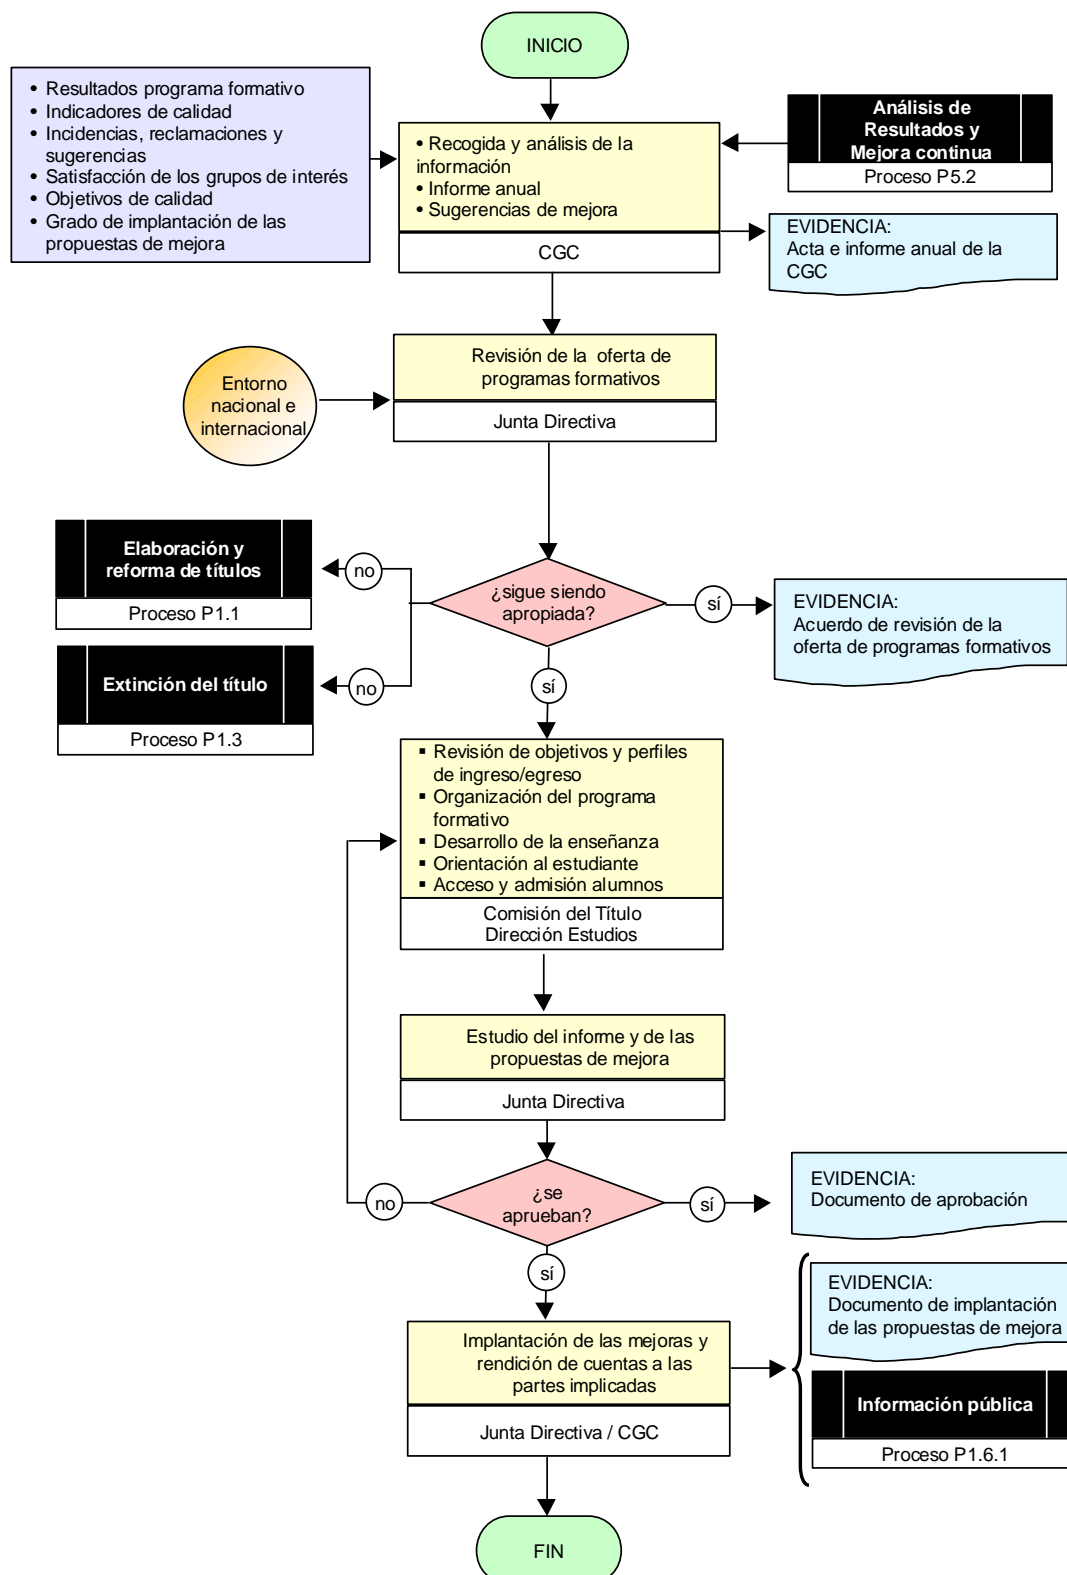 INICIO
• Resultados programa formativo
• Indicadores de calidad
• Incidencias, reclamaciones y
sugerencias
• Satisfacción de los grupos de interés
• Objetivos de calidad
• Grado de implantación de las
propuestas de mejora
• Recogida y análisis de la
información
• Informe anual
• Sugerencias de mejora
CGC
Análisis de
Resultados y
Mejora continua
Proceso P5.2
EVIDENCIA:
Acta e informe anual de la
CGC
Entorno
nacional e
internacional
Revisión de la oferta de
programas formativos
Junta Directiva
Elaboración y
reforma de títulos
Proceso P1.1
no
¿sigue siendo
apropiada?
sí
EVIDENCIA:
Acuerdo de revisión de la
oferta de programas formativos
Extinción del título
Proceso P1.3
no
sí
▪ Revisión de objetivos y perfiles
de ingreso/egreso
▪ Organización del programa
formativo
▪ Desarrollo de la enseñanza
▪ Orientación al estudiante
▪ Acceso y admisión alumnos
Comisión del Título
Dirección Estudios
Estudio del informe y de las
propuestas de mejora
Junta Directiva
no
¿se
aprueban?
sí
EVIDENCIA:
Documento de aprobación
sí
Implantación de las mejoras y
rendición de cuentas a las
partes implicadas
Junta Directiva / CGC
EVIDENCIA:
Documento de implantación
de las propuestas de mejora
Información pública
Proceso P1.6.1
FIN